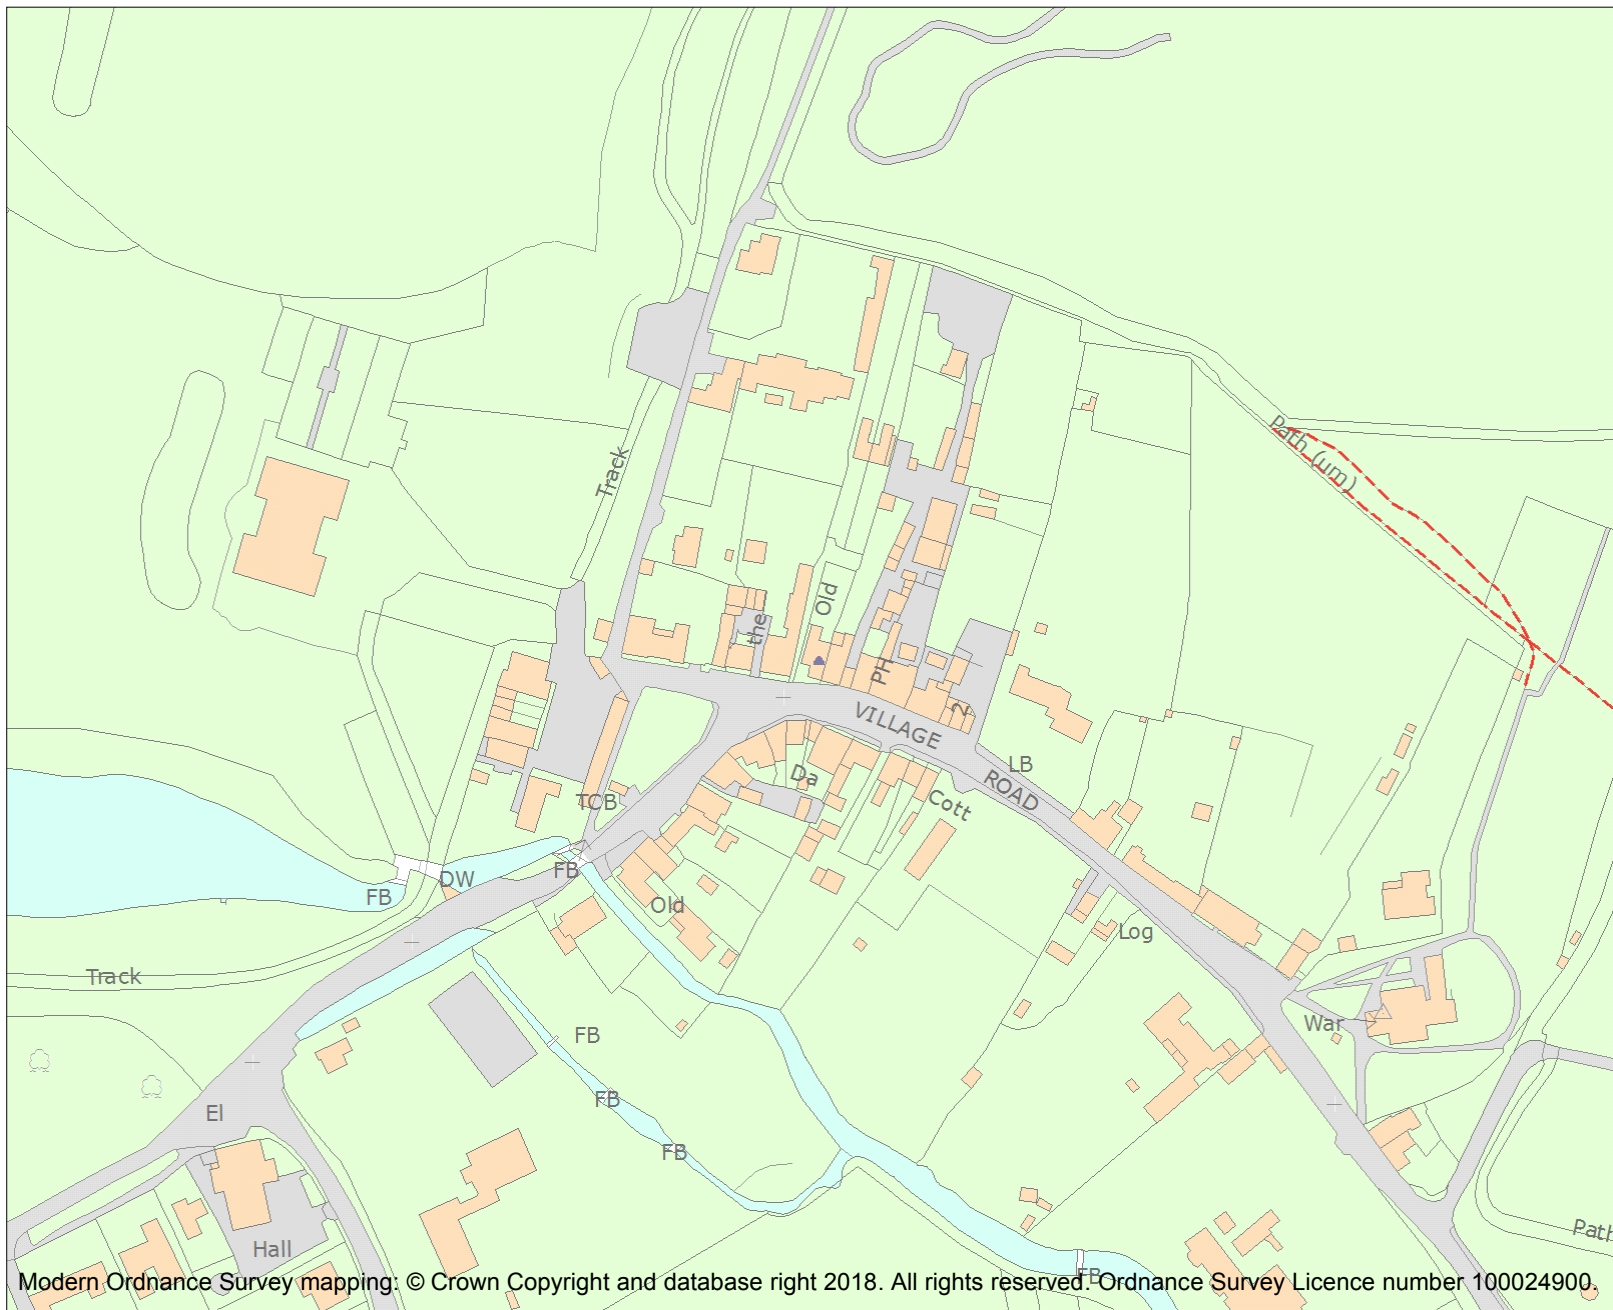 Path (um)
Track
Old
the
PH
2
VILLAGE
ROAD
LB
Da
Cott
TCB
FB
DW
FB
Old
Log
Track
War
FB
FB
El
FB
Path
Hall
FB
Modern Ordnance Survey mapping: © Crown Copyright and database right 2018. All rights reserved. Ordnance Survey Licence number 100024900.